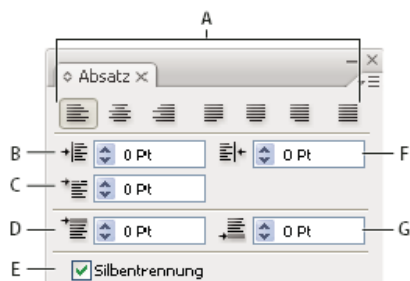 A
Absatz
B 0 Pt 0 Pt F
C 0 Pt
D 0 Pt 0 Pt G
E Silbentrennung